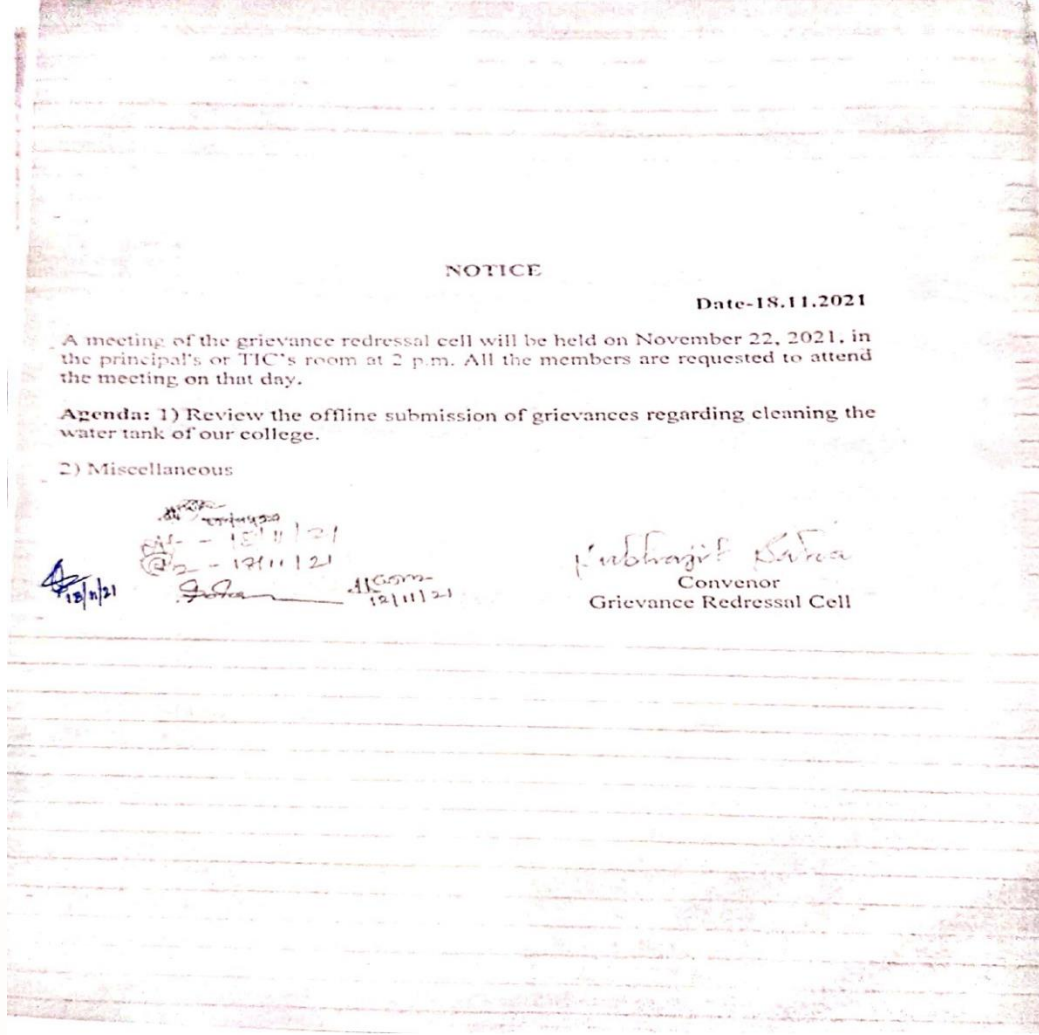 NOTICE
Date-18.11.2021
A meeting of the grievance redressal cell will be held on November 22, 2021, in
the principal's or TIC's room at 2 p.m. All the members are requested to attend
the meeting on that day.
Agenda: 1) Review the offline submission of grievances regarding cleaning the
water tank of our college.
2) Miscellaneous
18/11/21
Convenor
Grievance Redressal Cell